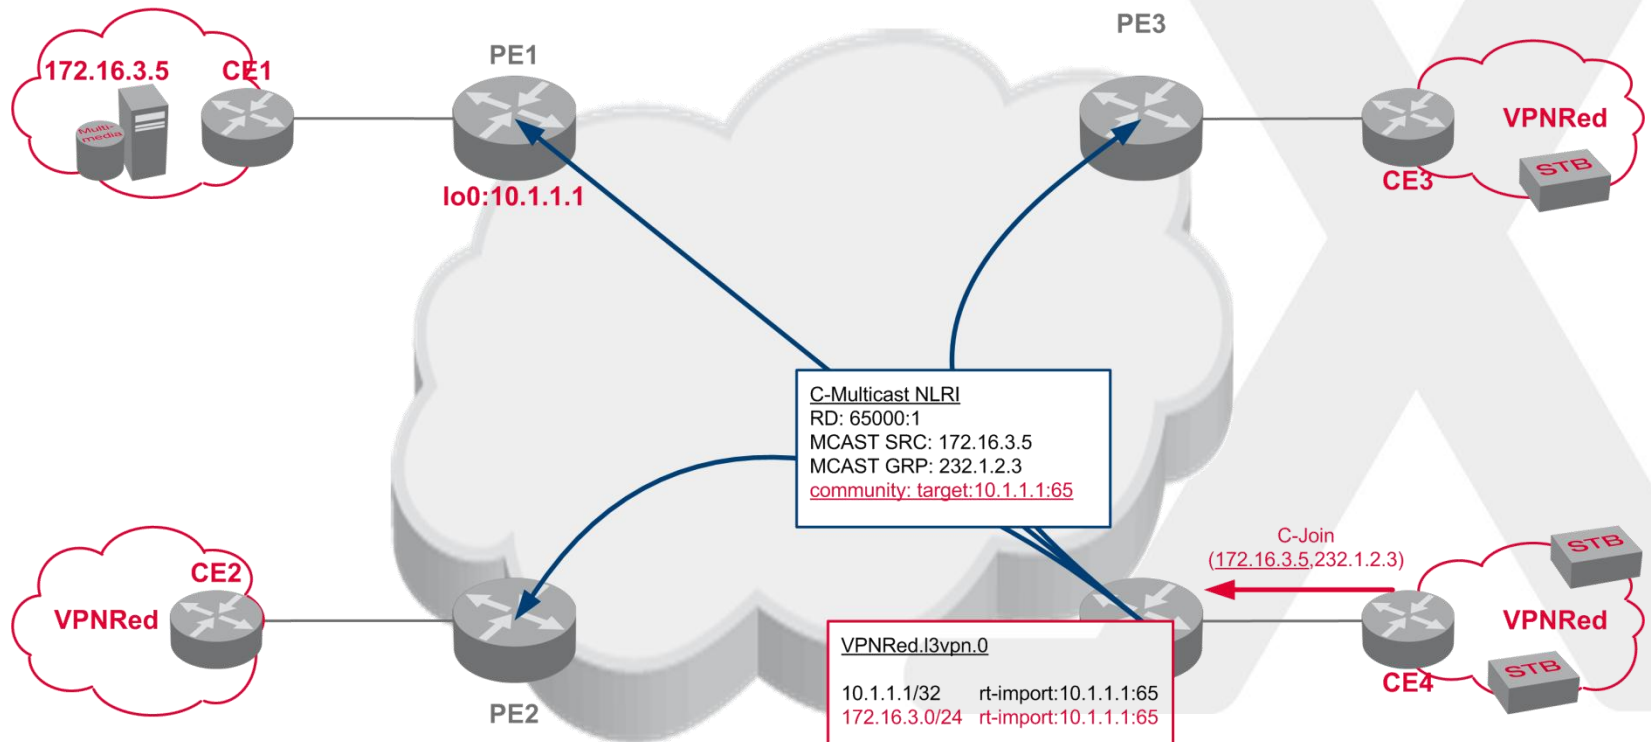 PE1
PE3
172.16.3.5
CE1
Multi-
media
lo0:10.1.1.1
VPNRed
STB
CE3
C-Multicast NLRI
RD: 65000:1
MCAST SRC: 172.16.3.5
MCAST GRP: 232.1.2.3
community: target:10.1.1.1:65
C-Join
(172.16.3.5,232.1.2.3)
STB
CE2
VPNRed
VPNRed
STB
CE4
PE2
VPNRed.l3vpn.0
10.1.1.1/32 rt-import:10.1.1.1:65
172.16.3.0/24 rt-import:10.1.1.1:65